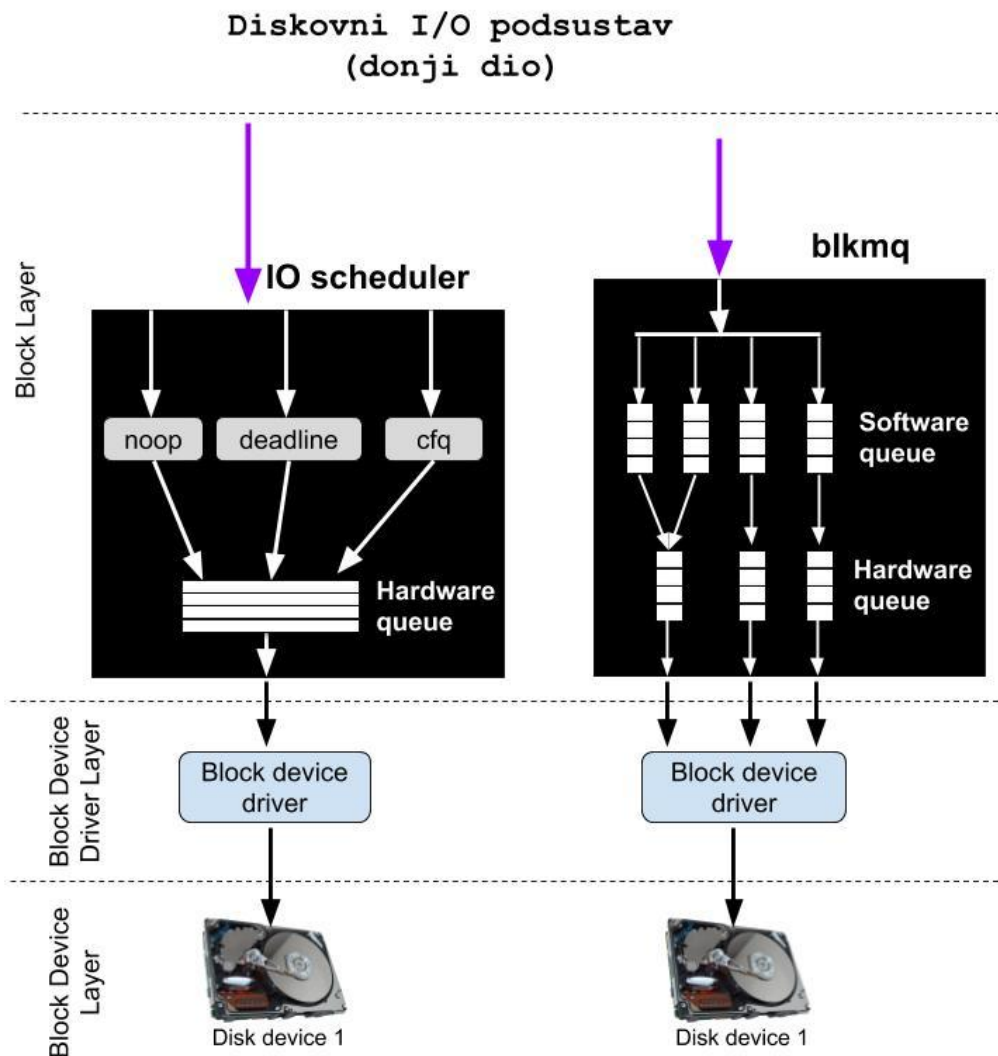 Diskovni I/O podsustav
(donji dio)
Block Layer
IO scheduler
noop
deadline
cfq
Hardware
queue
blkmq
Software
queue
Hardware
queue
Block Device
Driver Layer
Block device
driver
Block device
driver
Block Device
Layer
Disk device 1
Disk device 1